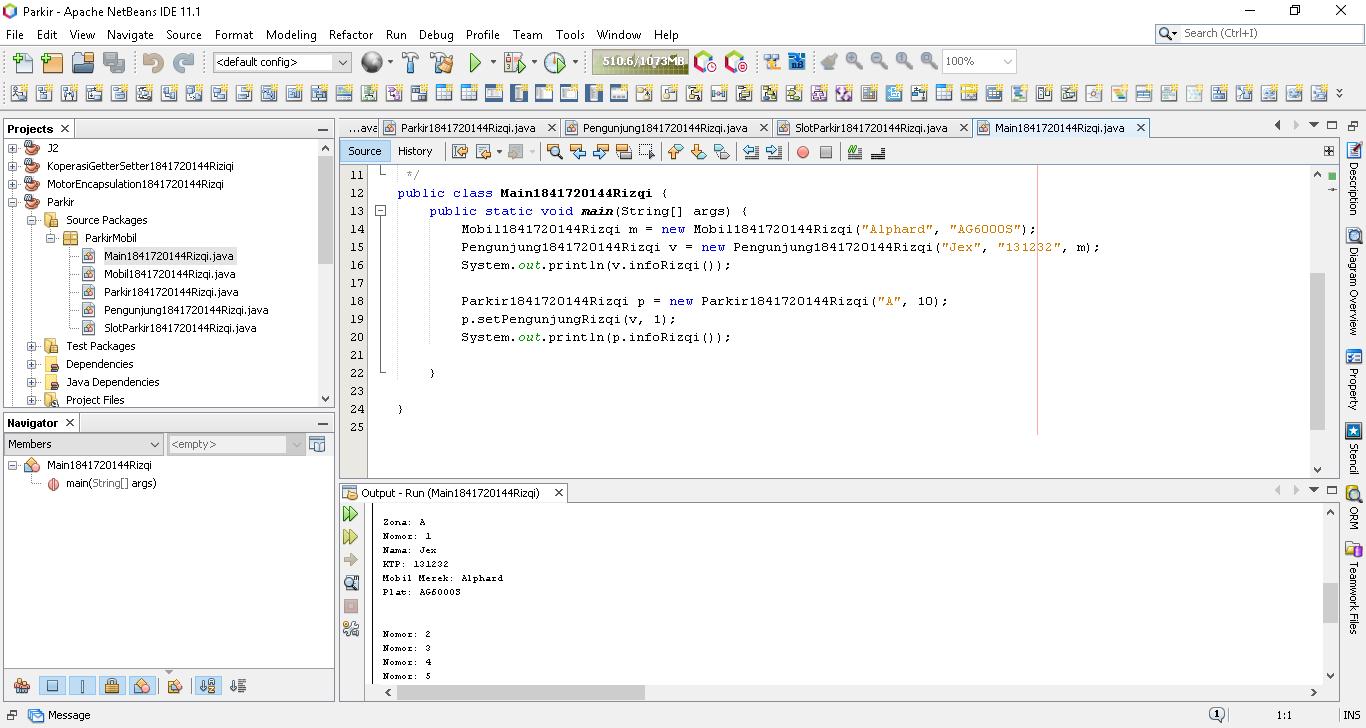 Parkir - Apache NetBeans IDE 11.1
File Edit View Navigate Source Format Modeling Refactor Run Debug Profile Team Tools Window Help
Search (Ctrl+I)
<default config>
510.6/1073MB
100%
Projects
J2
KoperasiGetterSetter1841720144Rizqi
MotorEncapsulation1841720144Rizqi
Parkir
Source Packages
ParkirMobil
Main1841720144Rizqi.java
Mobil1841720144Rizqi.java
Parkir1841720144Rizqi.java
Pengunjung1841720144Rizqi.java
SlotParkir1841720144Rizqi.java
Test Packages
Dependencies
Java Dependencies
Project Files
Navigator
Members
<empty>
Main1841720144Rizqi
main(String[] args)
...ava Parkir1841720144Rizqi.java Pengunjung1841720144Rizqi.java SlotParkir1841720144Rizqi.java Main1841720144Rizqi.java
Source History
11 */
12 public class Main1841720144Rizqi {
13 public static void main(String[] args) {
14 Mobil1841720144Rizqi m = new Mobil1841720144Rizqi("Alphard", "AG6000S");
15 Pengunjung1841720144Rizqi v = new Pengunjung1841720144Rizqi("Jex", "131232", m);
16 System.out.println(v.infoRizqi());
17
18 Parkir1841720144Rizqi p = new Parkir1841720144Rizqi("A", 10);
19 p.setPengunjungRizqi(v, 1);
20 System.out.println(p.infoRizqi());
21
22 }
23
24 }
25
Output - Run (Main1841720144Rizqi)
Zona: A
Nomor: 1
Nama: Jex
KTP: 131232
Mobil Merek: Alphard
Plat: AG6000S
Nomor: 2
Nomor: 3
Nomor: 4
Nomor: 5
Description
Diagram Overview
Property
Stencil
ORM
Teamwork Files
Message
1
1:1
INS